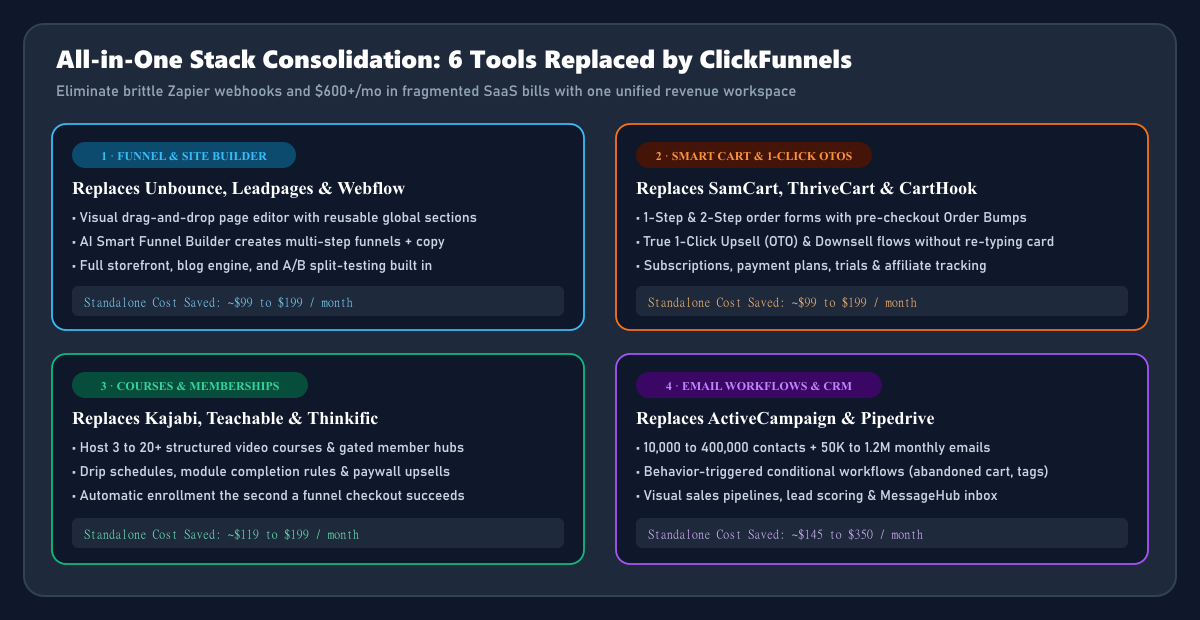 All-in-One Stack Consolidation: 6 Tools Replaced by ClickFunnels
Eliminate brittle Zapier webhooks and $600+/mo in fragmented SaaS bills with one unified revenue workspace
1 · FUNNEL & SITE BUILDER
Replaces Unbounce, Leadpages & Webflow
• Visual drag-and-drop page editor with reusable global sections
• AI Smart Funnel Builder creates multi-step funnels + copy
• Full storefront, blog engine, and A/B split-testing built in
Standalone Cost Saved: ~$99 to $199 / month
2 · SMART CART & 1-CLICK OTOS
Replaces SamCart, ThriveCart & CartHook
• 1-Step & 2-Step order forms with pre-checkout Order Bumps
• True 1-Click Upsell (OTO) & Downsell flows without re-typing card
• Subscriptions, payment plans, trials & affiliate tracking
Standalone Cost Saved: ~$99 to $199 / month
3 · COURSES & MEMBERSHIPS
Replaces Kajabi, Teachable & Thinkific
• Host 3 to 20+ structured video courses & gated member hubs
• Drip schedules, module completion rules & paywall upsells
• Automatic enrollment the second a funnel checkout succeeds
Standalone Cost Saved: ~$119 to $199 / month
4 · EMAIL WORKFLOWS & CRM
Replaces ActiveCampaign & Pipedrive
• 10,000 to 400,000 contacts + 50K to 1.2M monthly emails
• Behavior-triggered conditional workflows (abandoned cart, tags)
• Visual sales pipelines, lead scoring & MessageHub inbox
Standalone Cost Saved: ~$145 to $350 / month